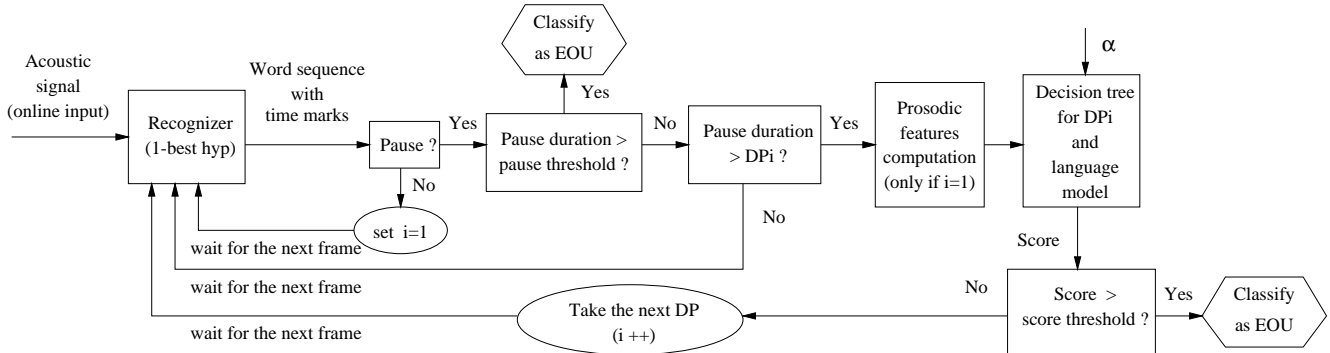 Acoustic
signal
(online input)
Recognizer
(1-best hyp)
Word sequence
with
time marks
Pause ?
Yes
No
set i=1
wait for the next frame
Pause duration >
pause threshold ?
Yes
Classify
as EOU
No
Pause duration
> DPi ?
No
wait for the next frame
Yes
Prosodic
features
computation
(only if i=1)
α
Decision tree
for DPi
and
language
model
Score
Score >
score threshold ?
Yes
Classify
as EOU
No
Take the next DP
(i ++)
wait for the next frame